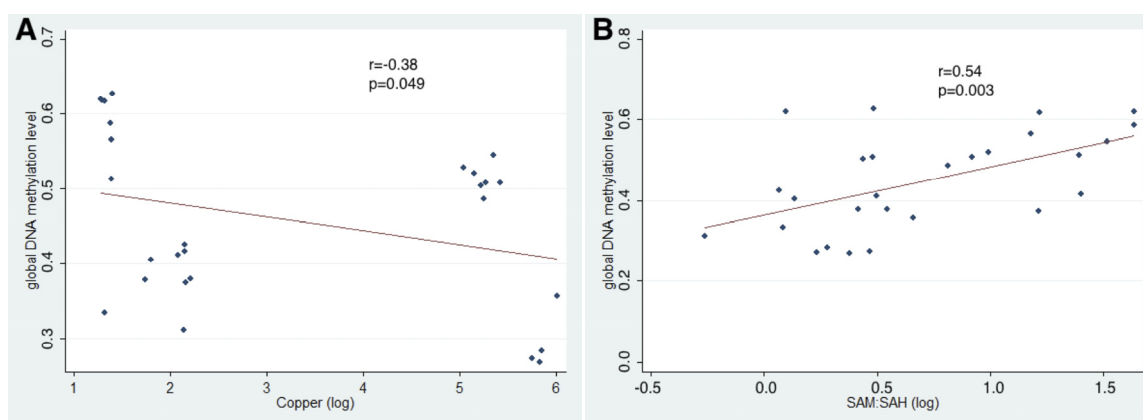 A
global DNA methylation level
0.7
0.6
0.5
0.4
0.3
r=-0.38
p=0.049
1 2 3 4 5 6
Copper (log)
B
global DNA methylation level
0.8
0.6
0.4
0.2
0.0
r=0.54
p=0.003
-0.5 0.0 0.5 1.0 1.5
SAM:SAH (log)